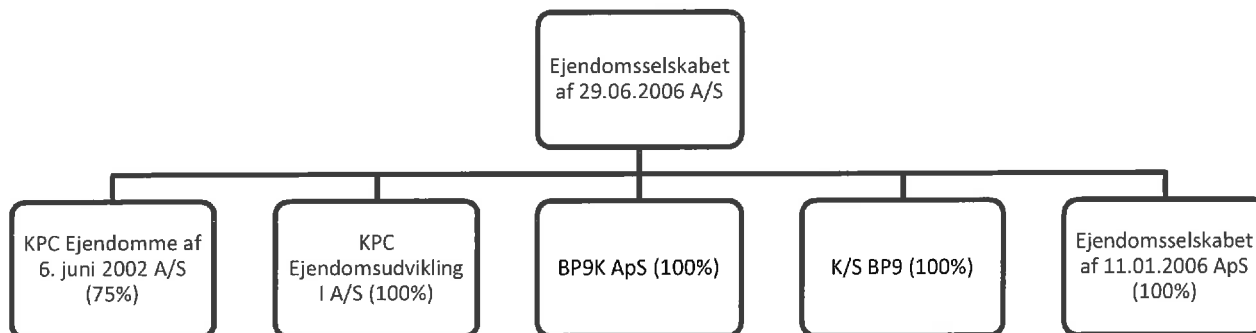 Ejendomsselskabet
af 29.06.2006 A/S
KPC Ejendomme af
6. juni 2002 A/S
(75%)
KPC
Ejendomsudvikling
I A/S (100%)
BP9K ApS (100%)
K/S BP9 (100%)
Ejendomsselskabet
af 11.01.2006 ApS
(100%)